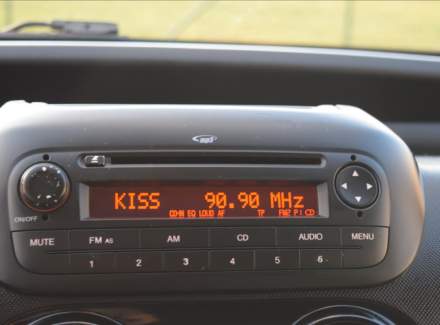 mp3
KISS 90.90 MHz
EQ LOUD AF TP FM2 P1 CD
ON/OFF
MUTE FM AS AM CD AUDIO MENU
1 2 3 4 5 6